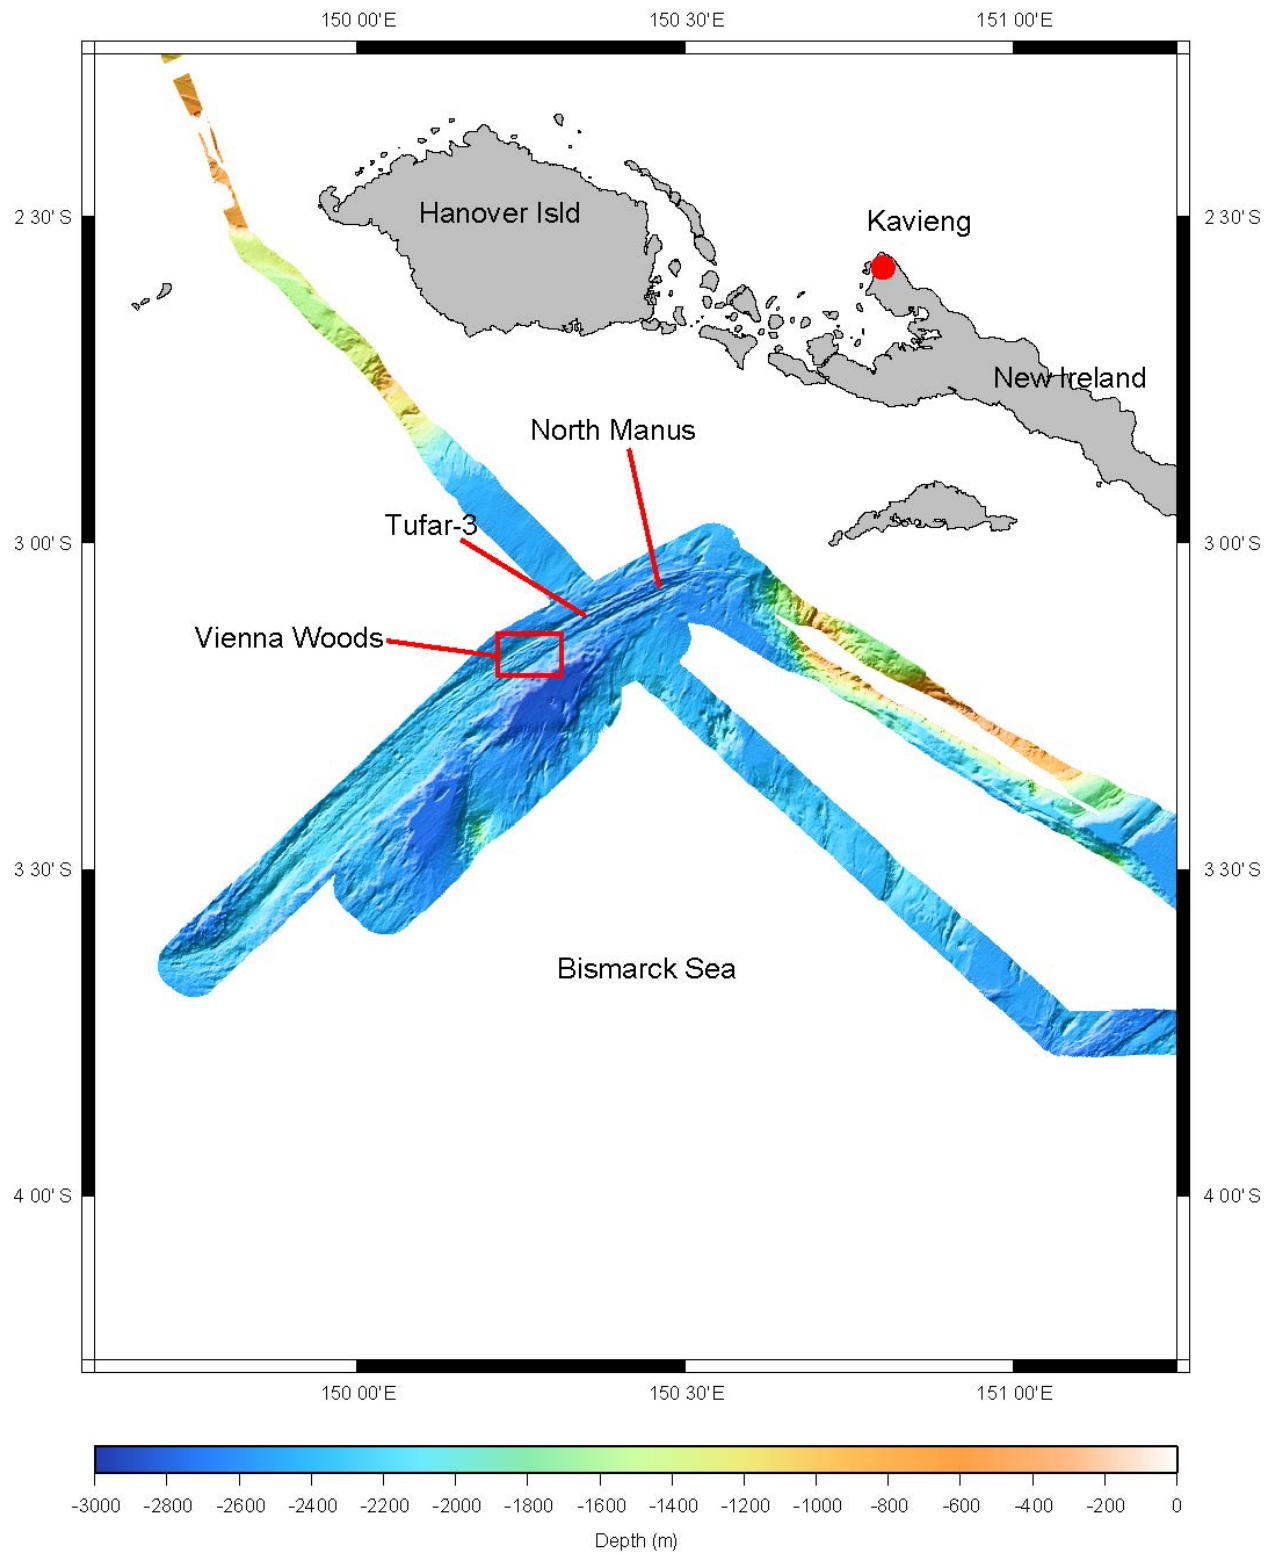 150 00'E 150 30'E 151 00'E
Hanover Isld
2 30' S 2 30' S
Kavieng
New Ireland
North Manus
Tufar-3
3 00' S 3 00' S
Vienna Woods
3 30' S 3 30' S
Bismarck Sea
4 00' S 4 00' S
150 00'E 150 30'E 151 00'E
-3000 -2800 -2600 -2400 -2200 -2000 -1800 -1600 -1400 -1200 -1000 -800 -600 -400 -200 0
Depth (m)